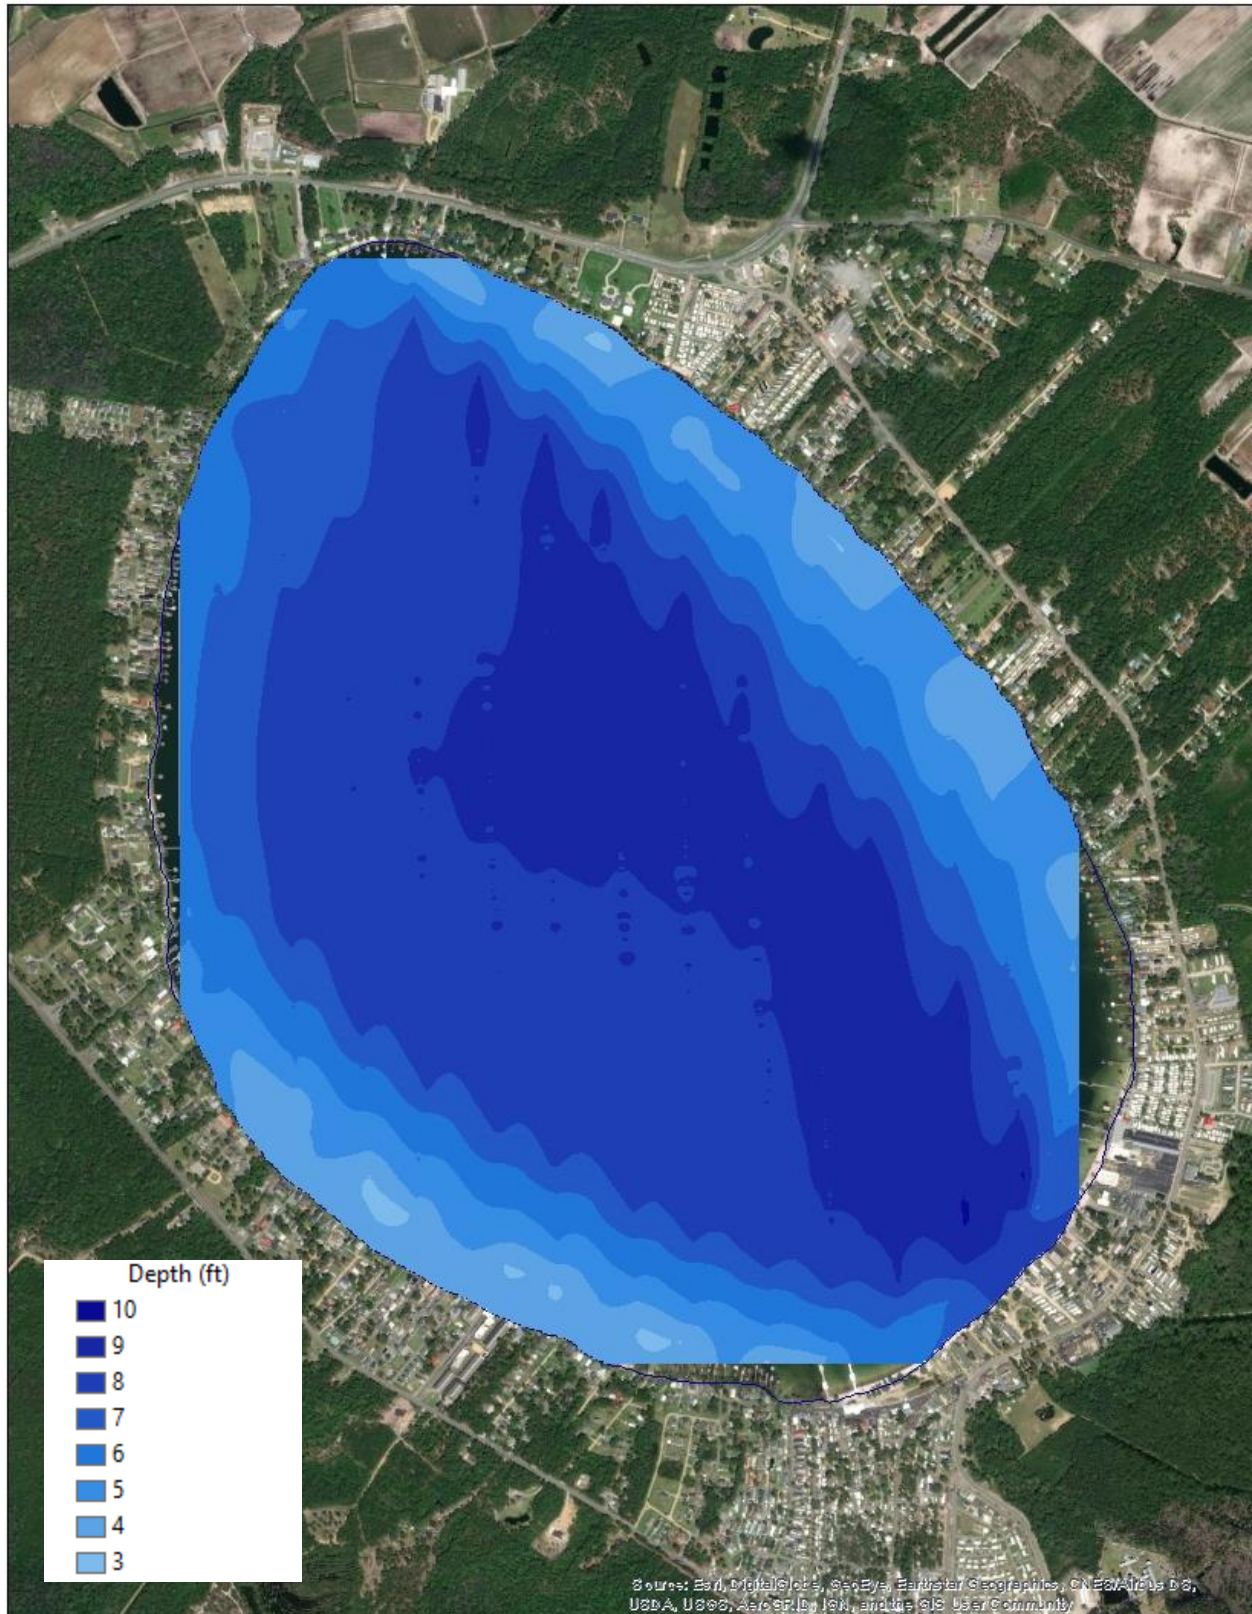 Depth (ft)
10
9
8
7
6
5
4
3
Source: Esri, DigitalGlobe, GeoEye, Earthstar Geographics, CNES/Airbus DS,
USDA, USGS, AeroGRID, IGN, and the GIS User Community